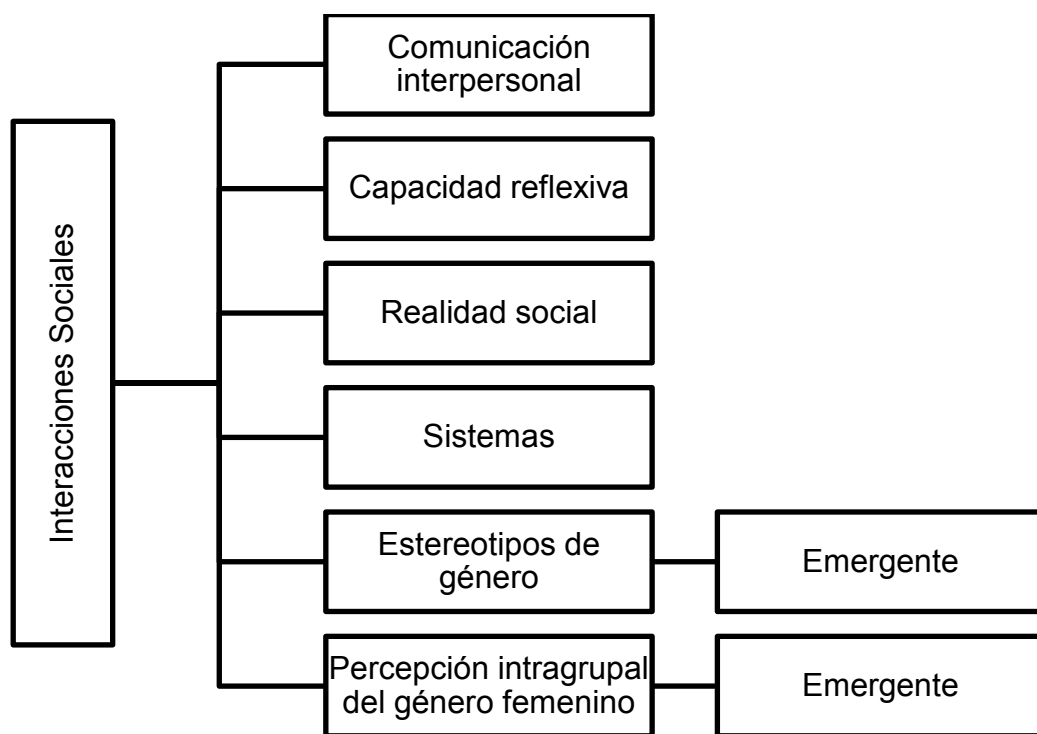 Interacciones Sociales
Comunicación
interpersonal
Capacidad reflexiva
Realidad social
Sistemas
Estereotipos de
género
Emergente
Percepción intragrupal
del género femenino
Emergente